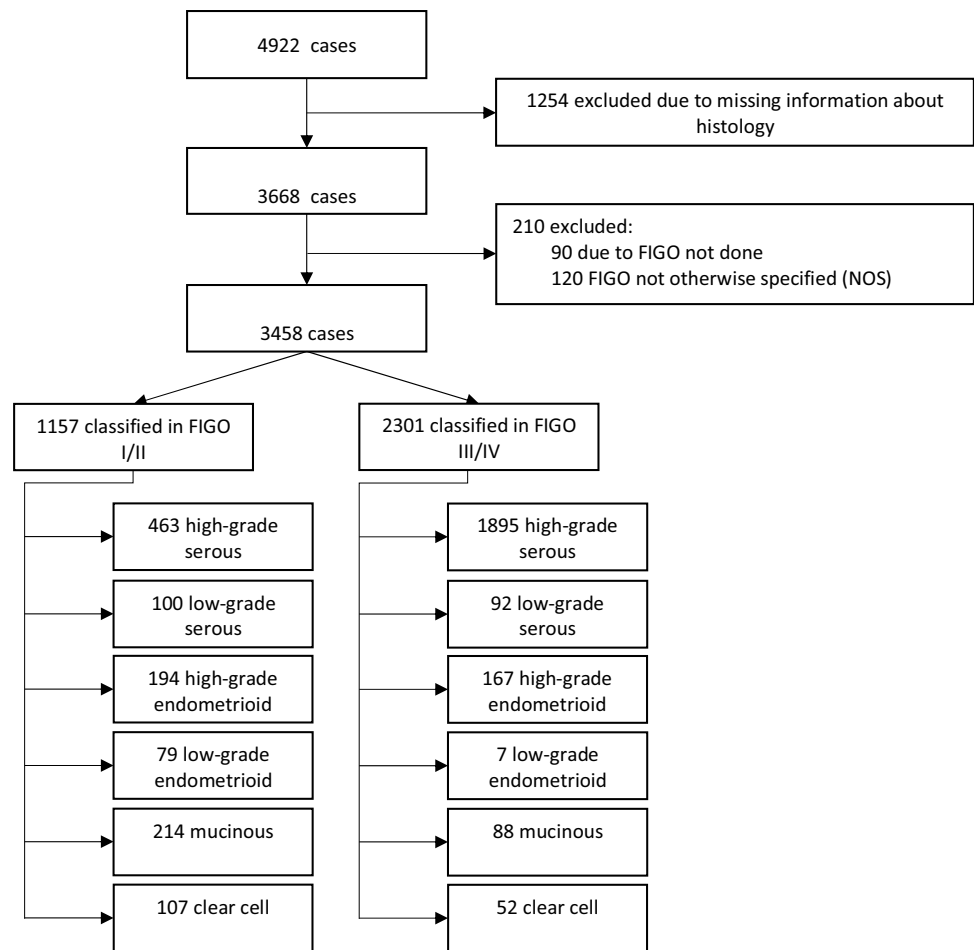 4922 cases
1254 excluded due to missing information about
histology
3668 cases
210 excluded:
90 due to FIGO not done
120 FIGO not otherwise specified (NOS)
3458 cases
1157 classified in FIGO
I/II
2301 classified in FIGO
III/IV
463 high-grade
serous
1895 high-grade
serous
100 low-grade
serous
92 low-grade
serous
194 high-grade
endometrioid
167 high-grade
endometrioid
79 low-grade
endometrioid
7 low-grade
endometrioid
214 mucinous
88 mucinous
107 clear cell
52 clear cell